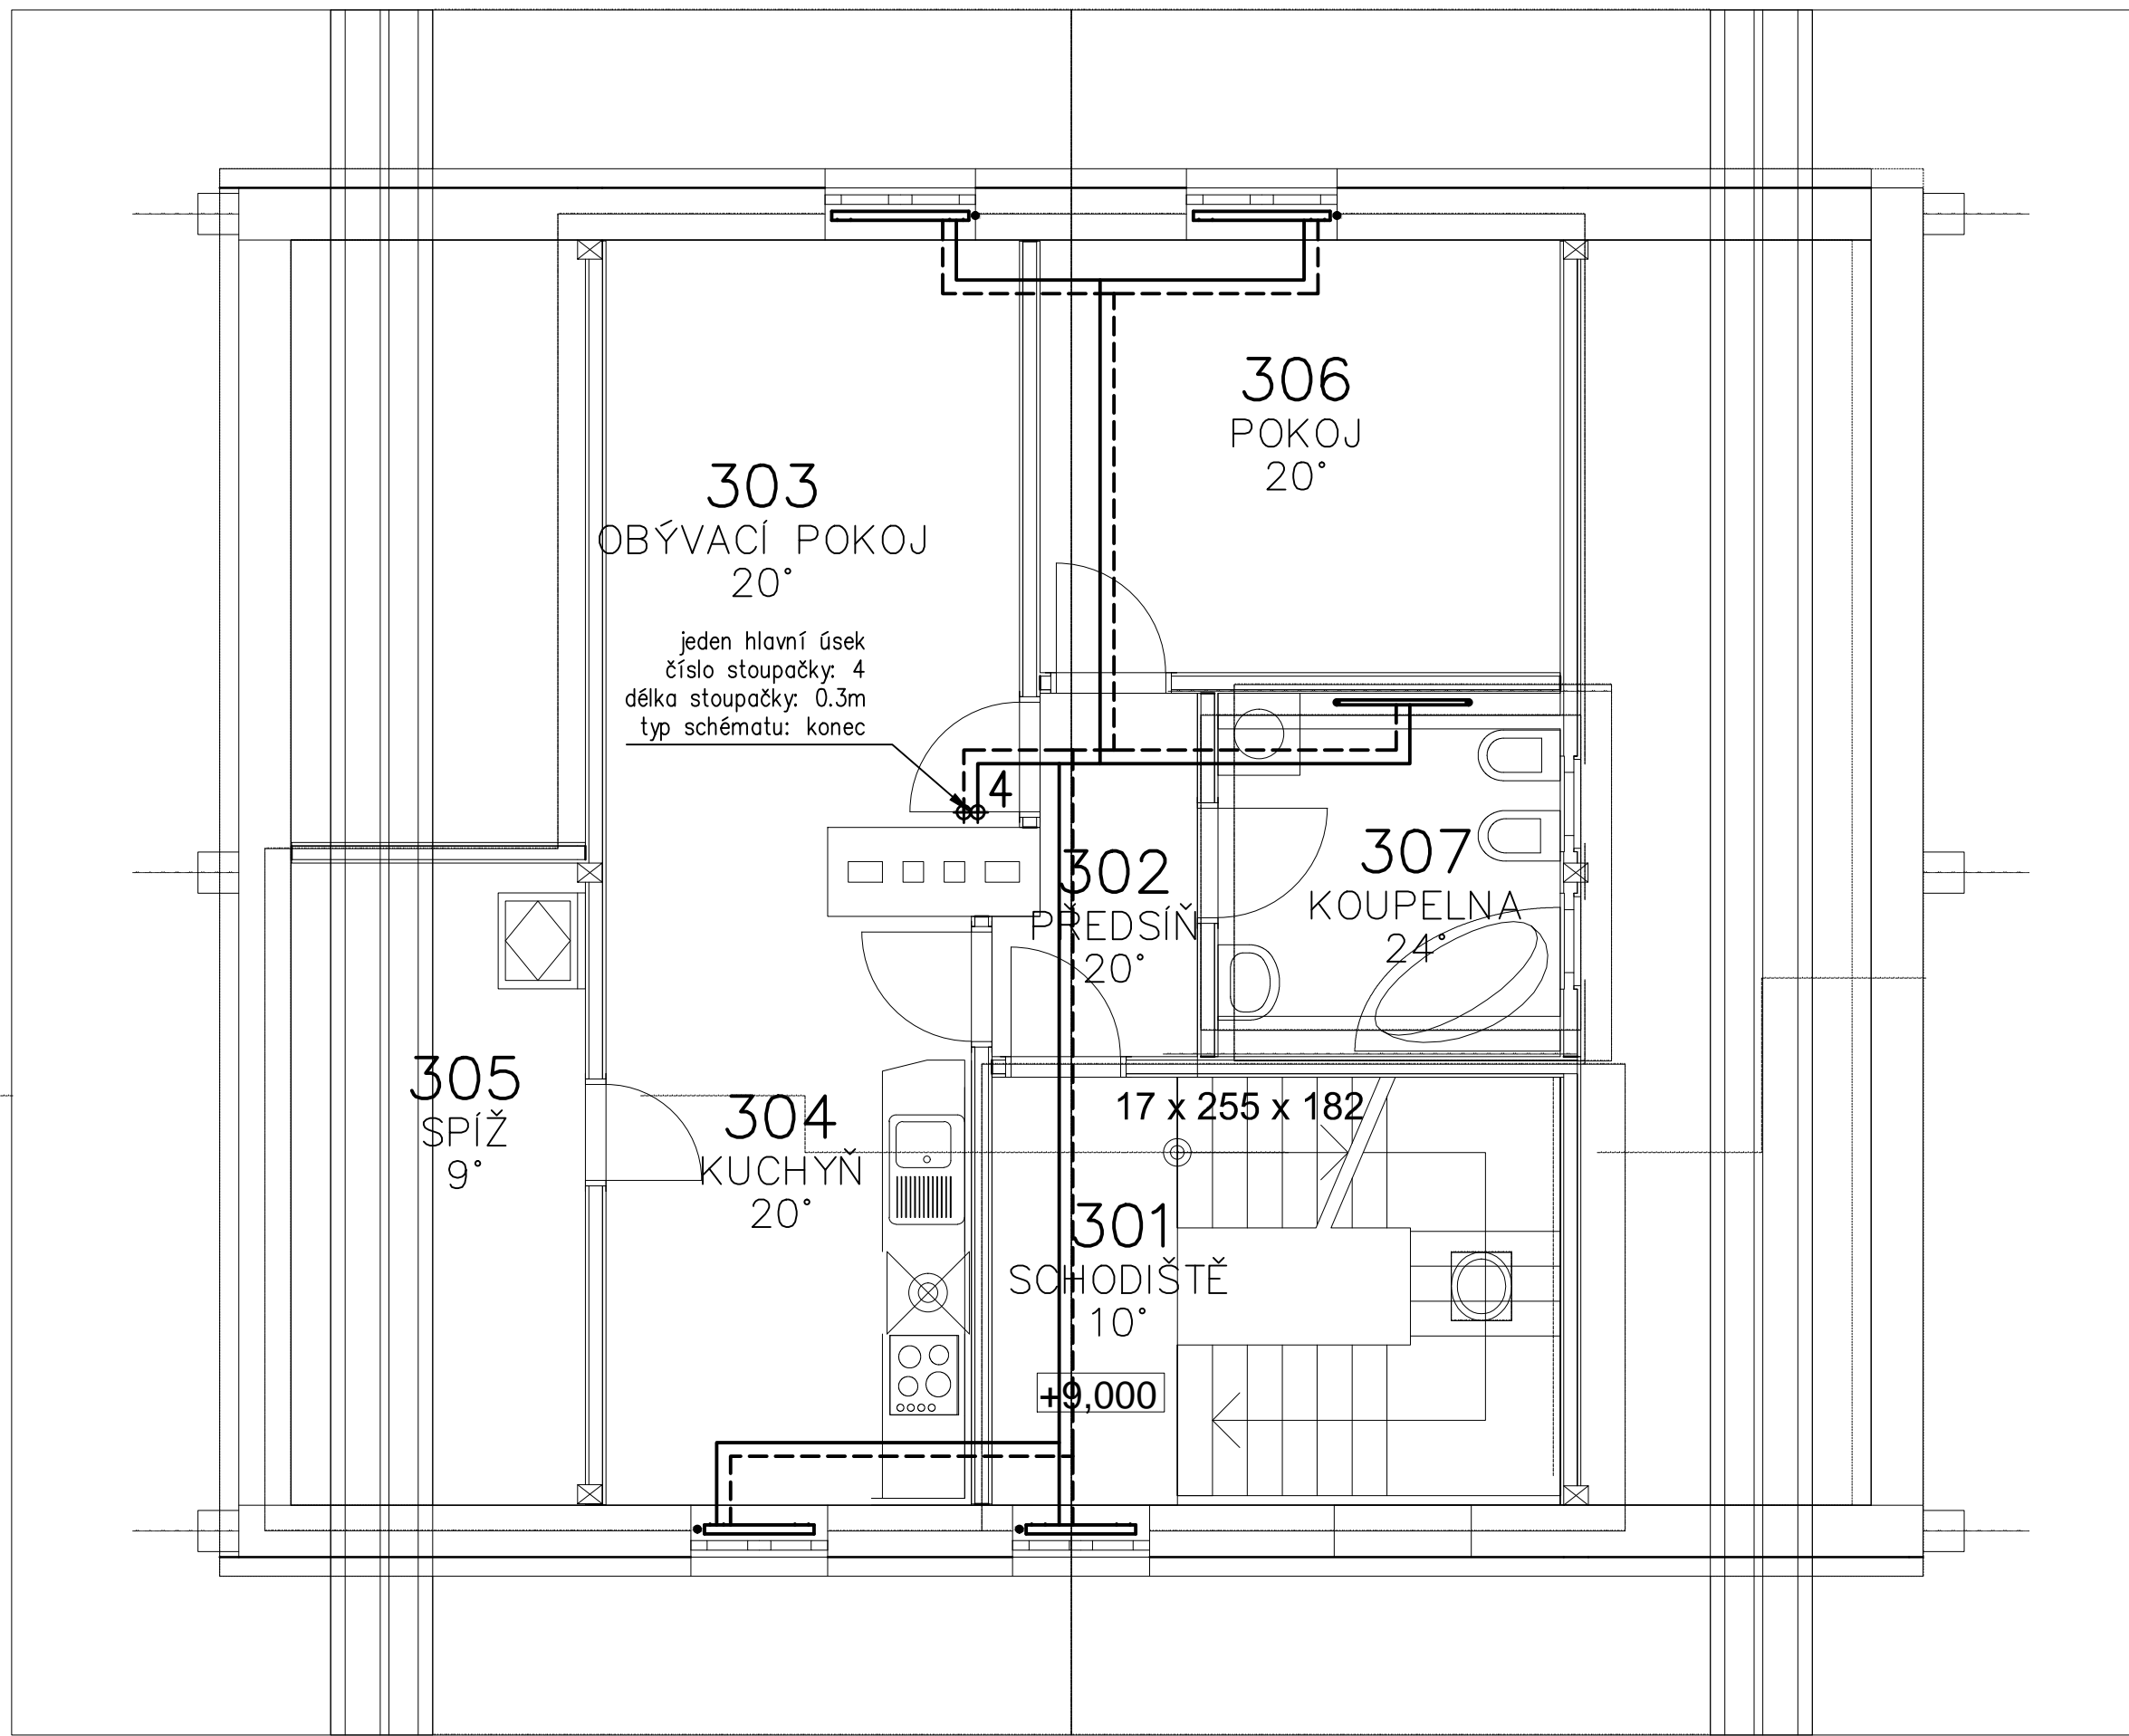 306
POKOJ
20°
303
OBÝVACÍ POKOJ
20°
jeden hlavní úsek
číslo stoupačky: 4
délka stoupačky: 0.3m
typ schématu: konec
4
302
PŘEDSÍŇ
20°
307
KOUPELNA
24°
305
SPÍŽ
9°
304
KUCHYŇ
20°
17 x 255 x 182
301
SCHODIŠTĚ
10°
+9,000